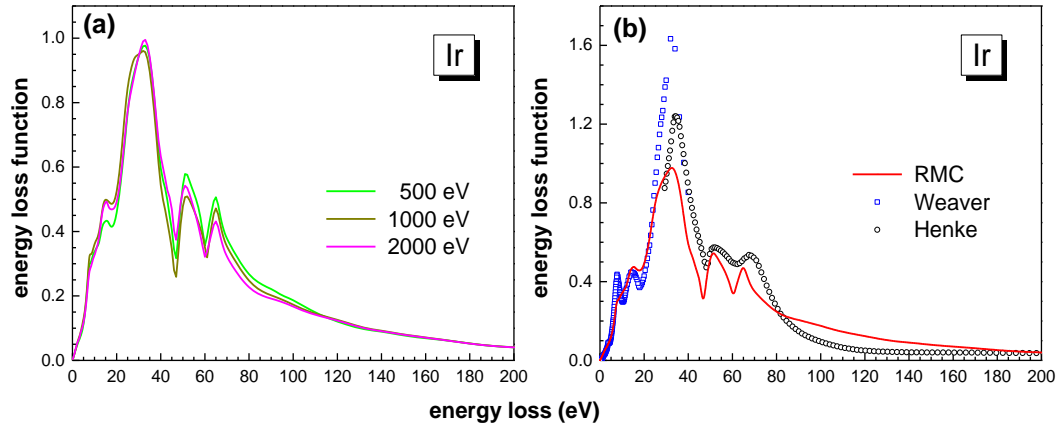 (a)
Ir
energy loss function
1.0
0.8
0.6
0.4
0.2
0.0
500 eV
1000 eV
2000 eV
0 20 40 60 80 100 120 140 160 180 200
(b)
Ir
energy loss function
1.6
1.2
0.8
0.4
0.0
RMC
Weaver
Henke
0 20 40 60 80 100 120 140 160 180 200
energy loss (eV)